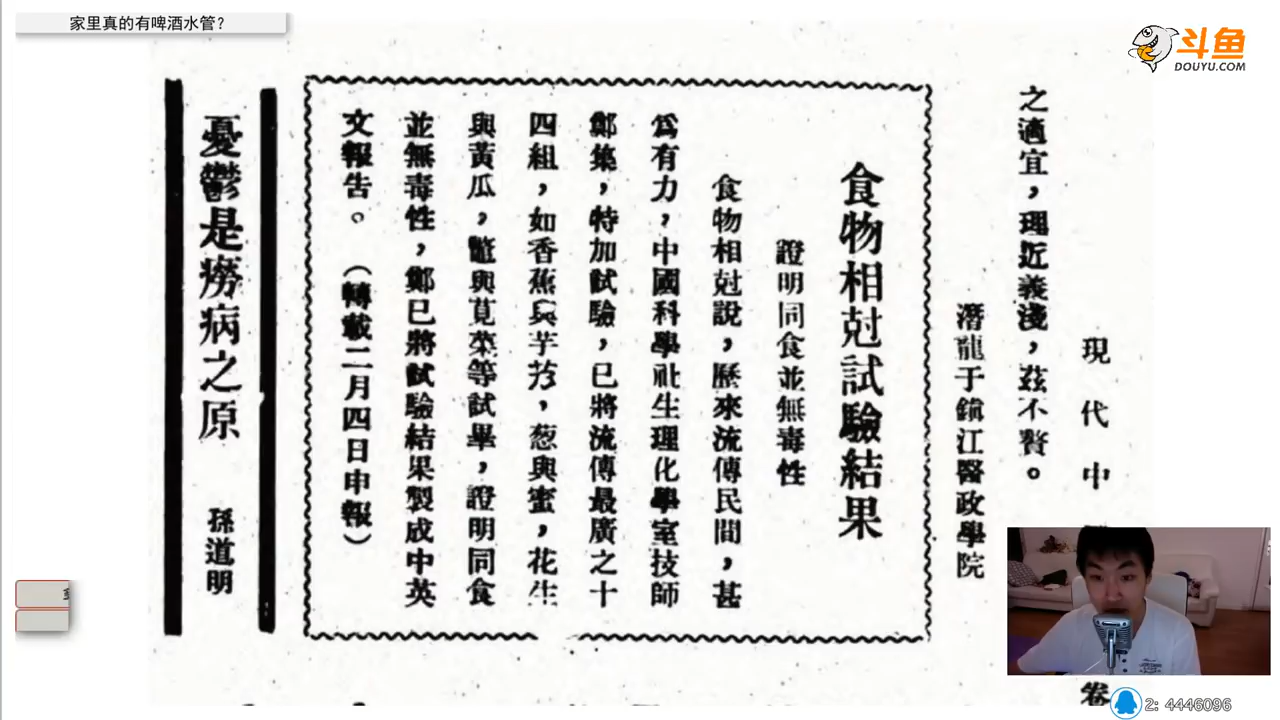 家里真的有啤酒水管?
斗鱼
DOUYU.COM
現代中
卷
之適宜，理近義淺，茲不贅。
潛龍于鎮江醫政學院
食物相尅試驗結果
證明同食並無毒性
食物相尅說，歷來流傳民間，甚
爲有力，中國科學社生理化學室技師
鄭集，特加試驗，已將流傳最廣之十
四組，如香蕉與芋艿，葱與蜜，花生
與黃瓜，鼈與莧菜等試畢，證明同食
並無毒性，鄭已將試驗結果製成中英
文報告。（轉載二月四日申報）
憂鬱是癆病之原
孫道明
2: 4446096